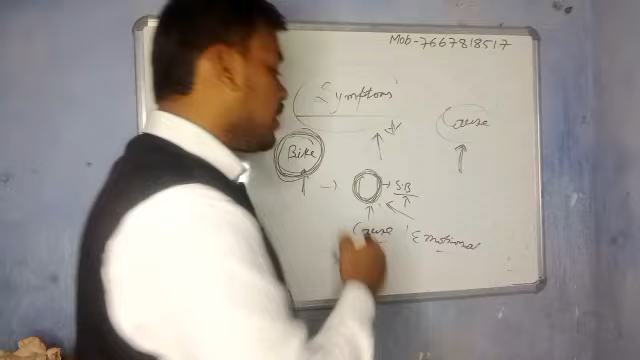 Mob-7667818517
Symptoms
Cause
Bike
S.B
Cause
Emotional